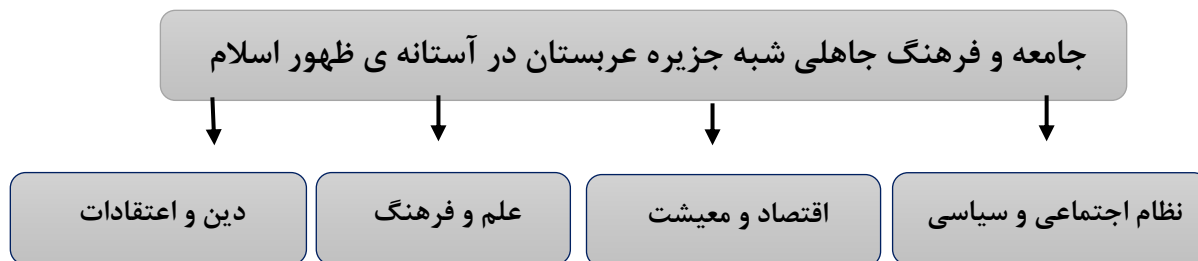 جامعه و فرهنگ جاهلی شبه جزیره عربستان در آستانه ی ظهور اسلام
نظام اجتماعی و سیاسی
اقتصاد و معیشت
علم و فرهنگ
دین و اعتقادات